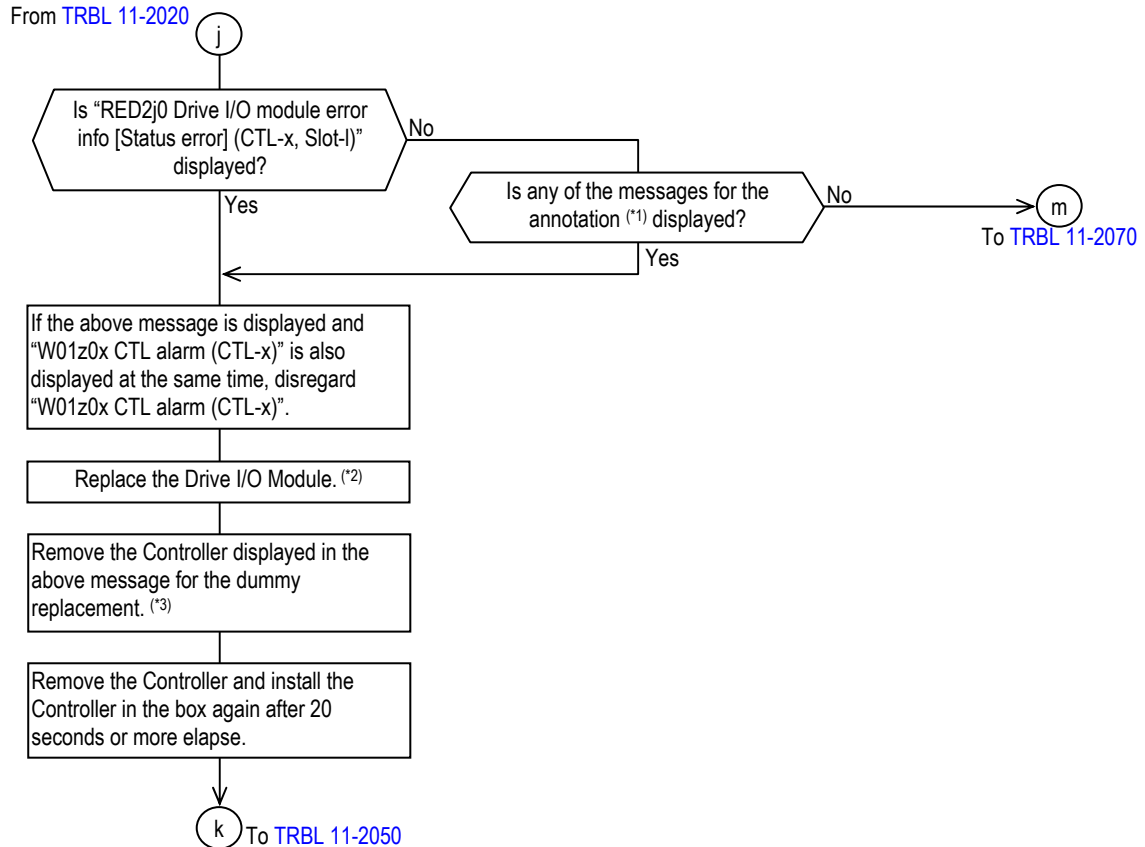 From TRBL 11-2020
j
Is “RED2j0 Drive I/O module error
info [Status error] (CTL-x, Slot-l)”
displayed?
No
Yes
Is any of the messages for the
annotation (*1) displayed?
No
m
To TRBL 11-2070
Yes
If the above message is displayed and
“W01z0x CTL alarm (CTL-x)” is also
displayed at the same time, disregard
“W01z0x CTL alarm (CTL-x)”.
Replace the Drive I/O Module. (*2)
Remove the Controller displayed in the
above message for the dummy
replacement. (*3)
Remove the Controller and install the
Controller in the box again after 20
seconds or more elapse.
k
To TRBL 11-2050